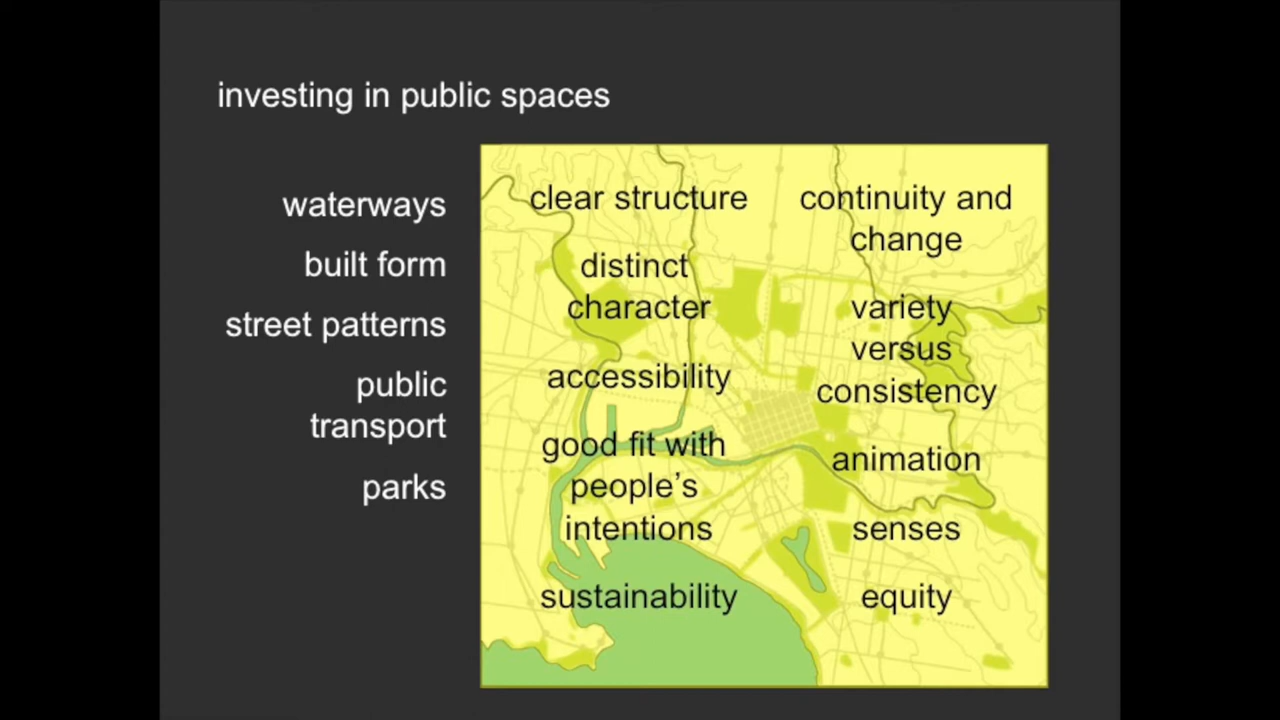 investing in public spaces
waterways
built form
street patterns
public
transport
parks
clear structure
distinct
character
accessibility
good fit with
people’s
intentions
sustainability
continuity and
change
variety
versus
consistency
animation
senses
equity